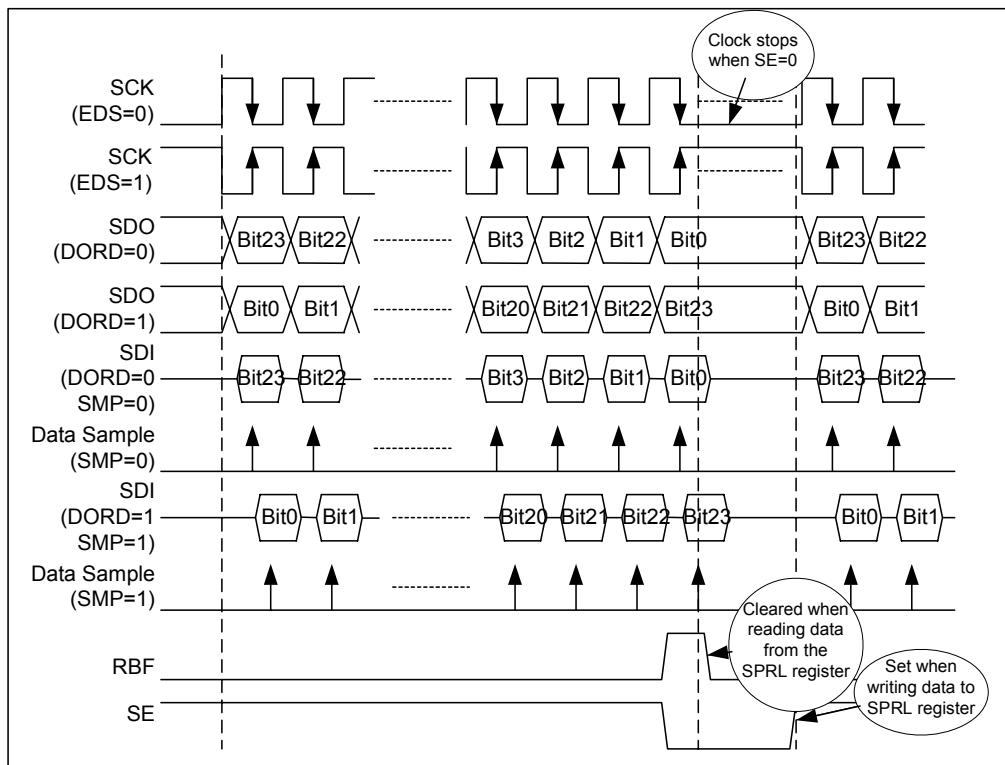 Clock stops
when SE=0
SCK
(EDS=0)
SCK
(EDS=1)
SDO
(DORD=0)
Bit23 Bit22 Bit3 Bit2 Bit1 Bit0 Bit23 Bit22
SDO
(DORD=1)
Bit0 Bit1 Bit20 Bit21 Bit22 Bit23 Bit0 Bit1
SDI
(DORD=0
SMP=0)
Bit23 Bit22 Bit3 Bit2 Bit1 Bit0 Bit23 Bit22
Data Sample
(SMP=0)
SDI
(DORD=1
SMP=1)
Bit0 Bit1 Bit20 Bit21 Bit22 Bit23 Bit0 Bit1
Data Sample
(SMP=1)
Cleared when
reading data
from the
SPRL register
RBF
Set when
writing data to
SPRL register
SE